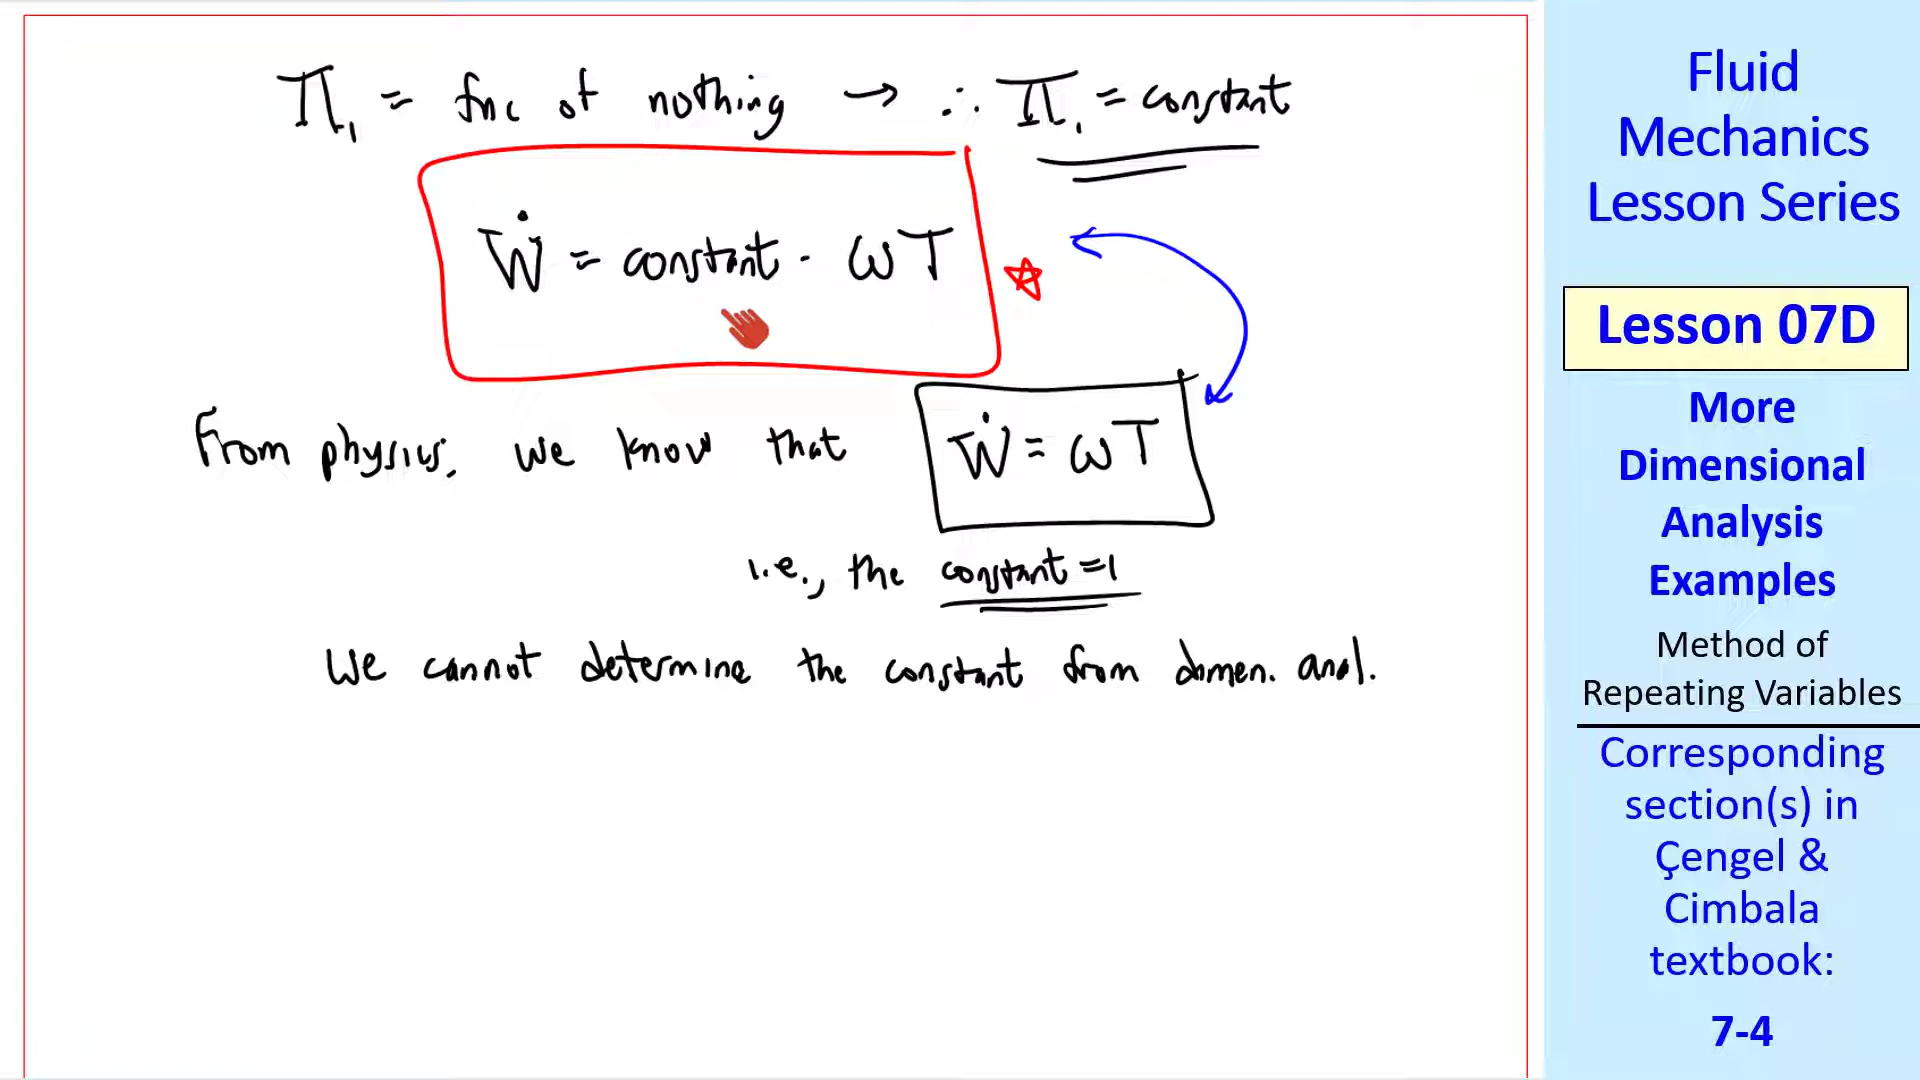 Π₁ = fnc of nothing → ∴ Π₁ = constant
Ẇ = constant · ωT
From physics, we know that Ẇ = ωT
i.e., the constant = 1
We cannot determine the constant from dimen. anal.
Fluid
Mechanics
Lesson Series
Lesson 07D
More
Dimensional
Analysis
Examples
Method of
Repeating Variables
Corresponding
section(s) in
Çengel &
Cimbala
textbook:
7-4